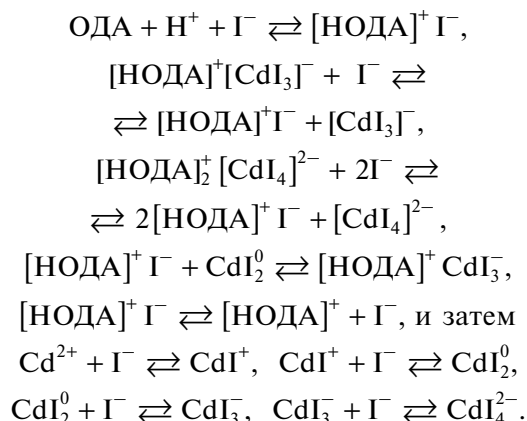 ОДА + H⁺ + I⁻ ⇄ [НОДА]⁺ I⁻,
[НОДА]⁺[CdI₃]⁻ + I⁻ ⇄
⇄ [НОДА]⁺I⁻ + [CdI₃]⁻,
[НОДА]₂⁺ [CdI₄]²⁻ + 2I⁻ ⇄
⇄ 2[НОДА]⁺ I⁻ + [CdI₄]²⁻,
[НОДА]⁺ I⁻ + CdI₂⁰ ⇄ [НОДА]⁺ CdI₃⁻,
[НОДА]⁺ I⁻ ⇄ [НОДА]⁺ + I⁻, и затем
Cd²⁺ + I⁻ ⇄ CdI⁺, CdI⁺ + I⁻ ⇄ CdI₂⁰,
CdI₂⁰ + I⁻ ⇄ CdI₃⁻, CdI₃⁻ + I⁻ ⇄ CdI₄²⁻.